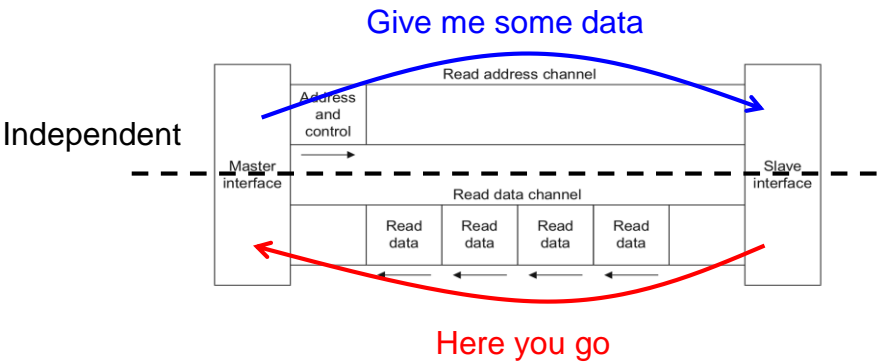 Give me some data
Read address channel
Address
and
control
Independent
Master
interface
Slave
interface
Read data channel
Read
data
Read
data
Read
data
Read
data
Here you go